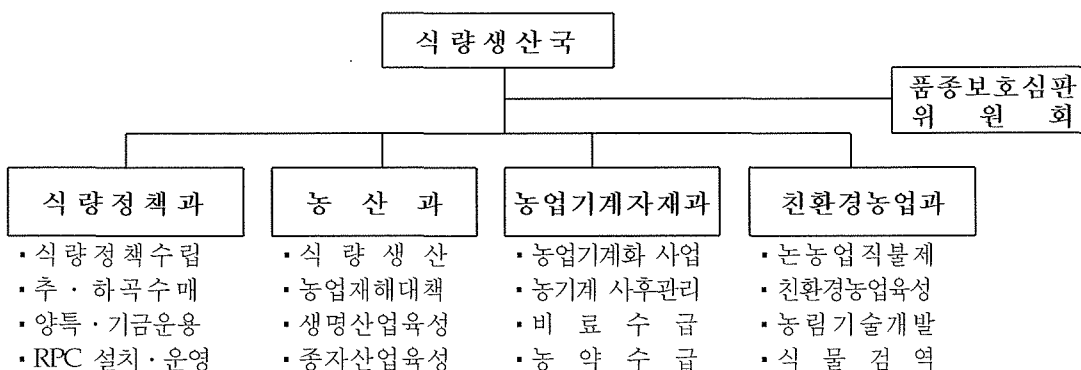 식량생산국
품종보호심판
위원회
식량정책과
농산과
농업기계자재과
친환경농업과
▪식량정책수립
▪추·하곡수매
▪양특·기금운용
▪RPC 설치·운영
▪식량생산
▪농업재해대책
▪생명산업육성
▪종자산업육성
▪농업기계화 사업
▪농기계 사후관리
▪비료수급
▪농약수급
▪논농업직불제
▪친환경농업육성
▪농림기술개발
▪식물검역